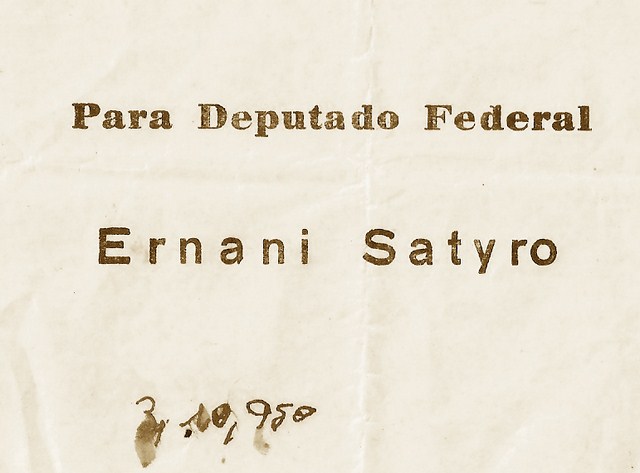 Para Deputado Federal
Ernani Satyro
3, 10, 950